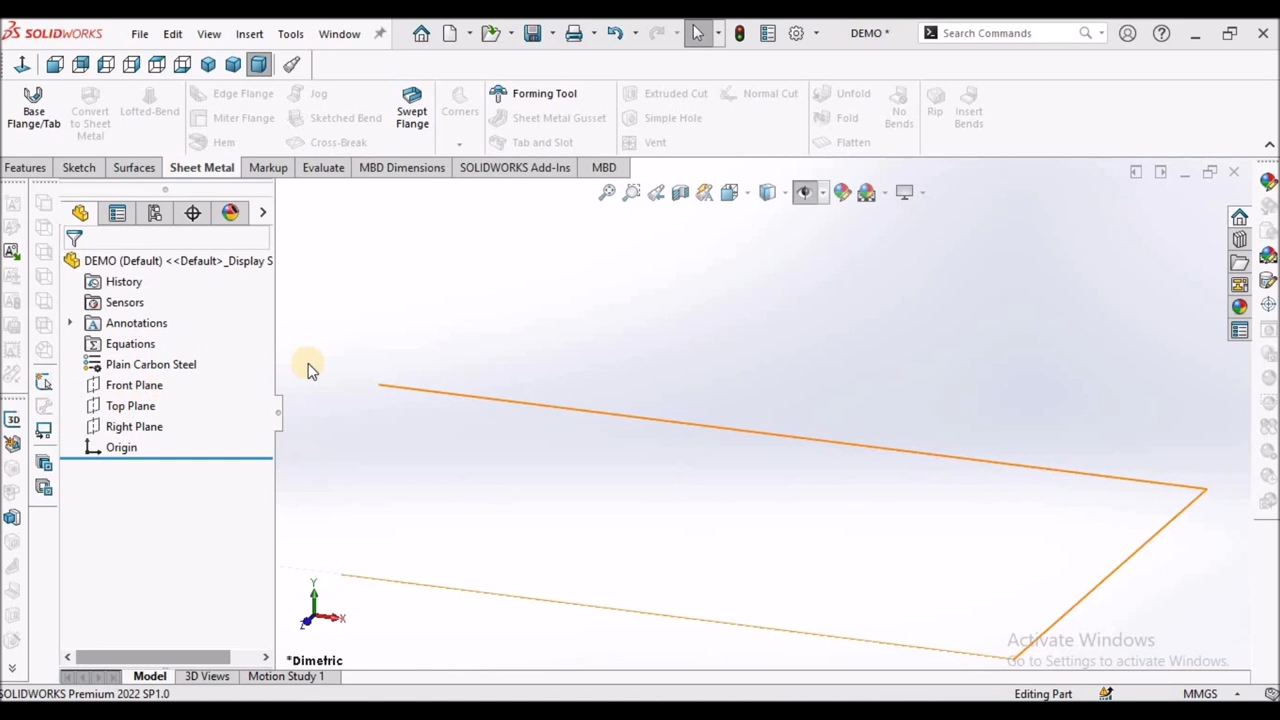 SOLIDWORKS File Edit View Insert Tools Window DEMO * Search Commands
Base Flange/Tab
Convert to Sheet Metal
Lofted-Bend
Edge Flange
Miter Flange
Hem
Jog
Sketched Bend
Cross-Break
Swept Flange
Corners
Forming Tool
Sheet Metal Gusset
Tab and Slot
Extruded Cut
Simple Hole
Vent
Normal Cut
Unfold
Fold
Flatten
No Bends
Rip
Insert Bends
Features Sketch Surfaces Sheet Metal Markup Evaluate MBD Dimensions SOLIDWORKS Add-Ins MBD
DEMO (Default) <<Default>_Display S
History
Sensors
Annotations
Equations
Plain Carbon Steel
Front Plane
Top Plane
Right Plane
Origin
3D
Y
X
Z
*Dimetric
Activate Windows
Go to Settings to activate Windows.
Model 3D Views Motion Study 1
SOLIDWORKS Premium 2022 SP1.0 Editing Part MMGS